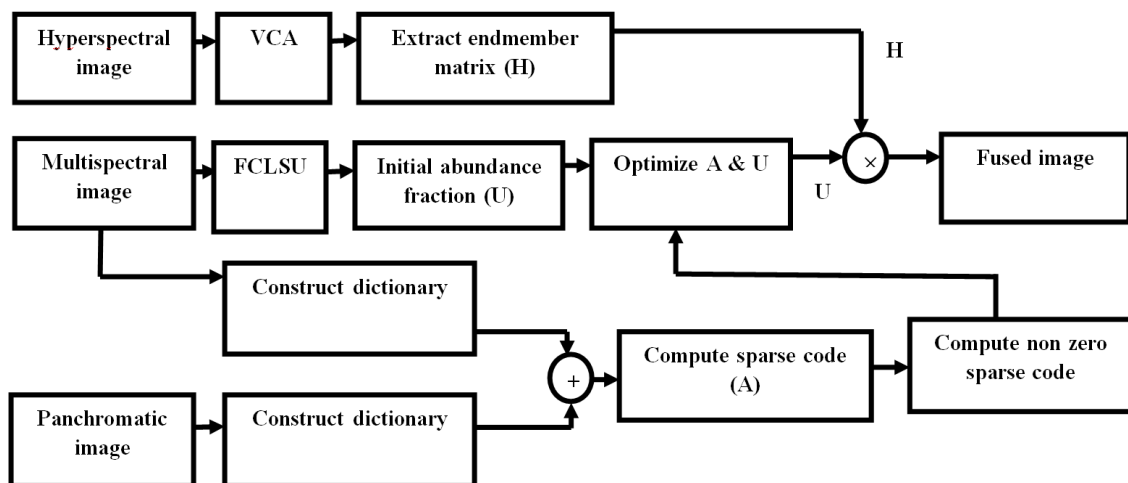 Hyperspectral
image
VCA
Extract endmember
matrix (H)
H
Multispectral
image
FCLSU
Initial abundance
fraction (U)
Optimize A & U
U
×
Fused image
Construct dictionary
+
Compute sparse code
(A)
Compute non zero
sparse code
Panchromatic
image
Construct dictionary